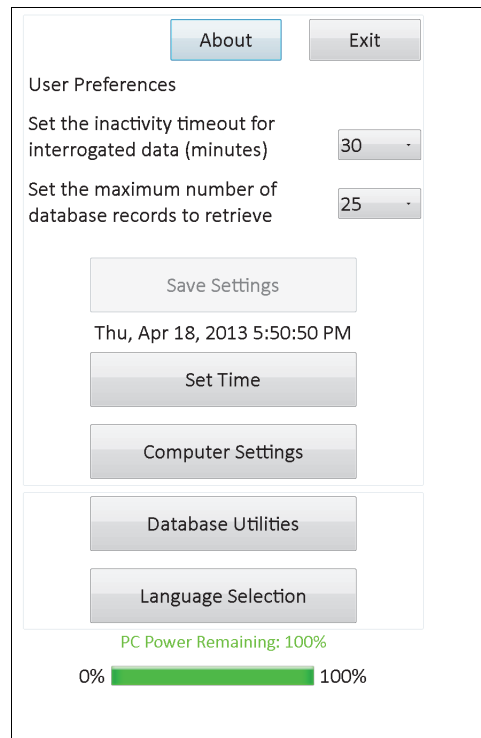 About
Exit
User Preferences
Set the inactivity timeout for
interrogated data (minutes)
30
Set the maximum number of
database records to retrieve
25
Save Settings
Thu, Apr 18, 2013 5:50:50 PM
Set Time
Computer Settings
Database Utilities
Language Selection
PC Power Remaining: 100%
0%
100%